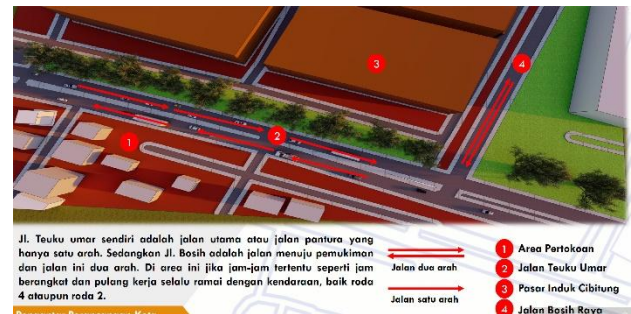 3
4
1
2
Jl. Teuku umar sendiri adalah jalan utama atau jalan pantura yang
hanya satu arah. Sedangkan Jl. Bosih adalah jalan menuju pemukiman
dan jalan ini dua arah. Di area ini jika jam-jam tertentu seperti jam
berangkat dan pulang kerja selalu ramai dengan kendaraan, baik roda
4 ataupun roda 2.
Jalan dua arah
Jalan satu arah
1 Area Pertokoan
2 Jalan Teuku Umar
3 Pasar Induk Cibitung
4 Jalan Bosih Raya